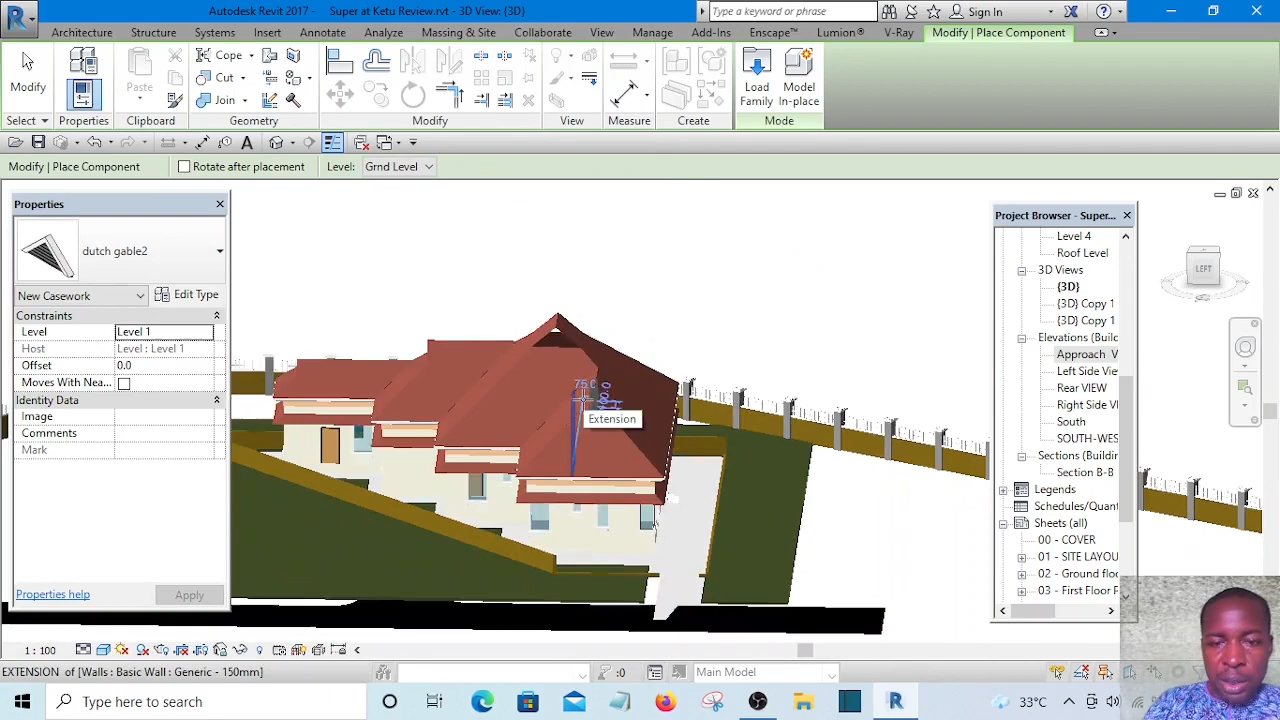 Autodesk Revit 2017 - Super at Ketu Review.rvt - 3D View: {3D}
Type a keyword or phrase
Sign In
Architecture Structure Systems Insert Annotate Analyze Massing & Site Collaborate View Manage Add-Ins Enscape™ Lumion® V-Ray Modify | Place Component
Modify
Select
Properties
Paste
Clipboard
Cope
Cut
Join
Geometry
Modify
View
Measure
Create
Load Family
Model In-place
Mode
Modify | Place Component
Rotate after placement
Level: Grnd Level
Properties
dutch gable2
New Casework
Edit Type
Constraints
Level Level 1
Host Level : Level 1
Offset 0.0
Moves With Nea...
Identity Data
Image
Comments
Mark
Properties help
Apply
Extension
LEFT
Project Browser - Super...
Level 4
Roof Level
3D Views
{3D}
{3D} Copy 1
{3D} Copy 1
Elevations (Builc
Approach V
Left Side View
Rear VIEW
Right Side V
South
SOUTH-WES
Sections (Building
Section B-B
Legends
Schedules/Quant
Sheets (all)
00 - COVER
01 - SITE LAYOU
02 - Ground floo
03 - First Floor P
1 : 100
EXTENSION of [Walls : Basic Wall : Generic - 150mm]
:0
Main Model
Type here to search
33°C